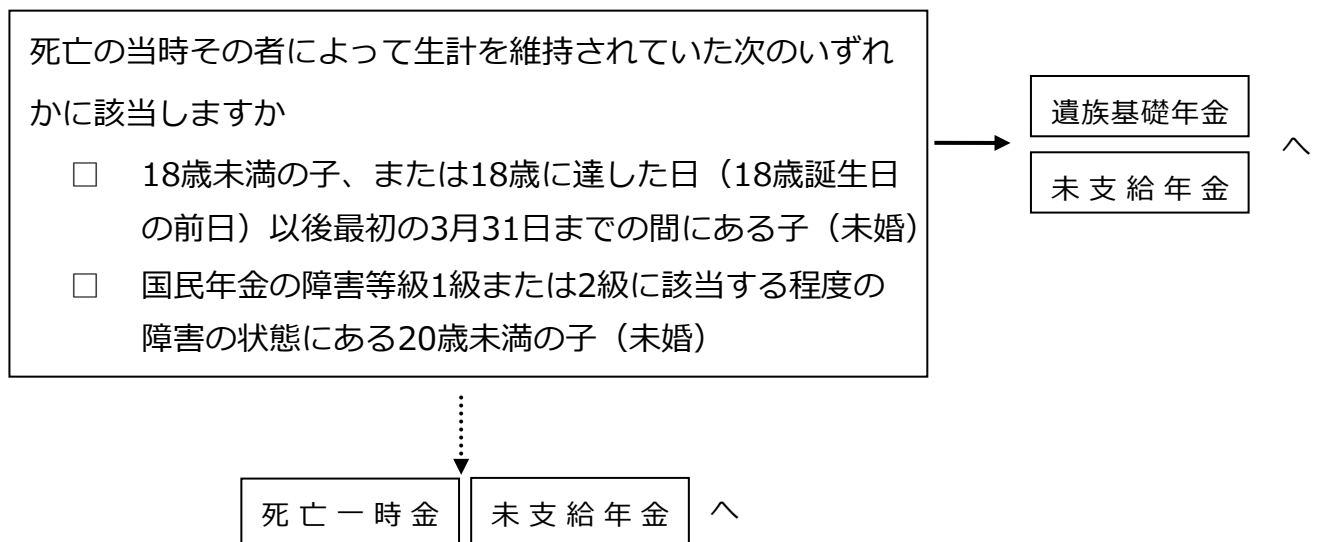 死亡の当時その者によって生計を維持されていた次のいずれ
かに該当しますか
□ 18歳未満の子、または18歳に達した日（18歳誕生日
の前日）以後最初の3月31日までの間にある子（未婚）
□ 国民年金の障害等級1級または2級に該当する程度の
障害の状態にある20歳未満の子（未婚）
遺族基礎年金
未支給年金
へ
死亡一時金 未支給年金 へ